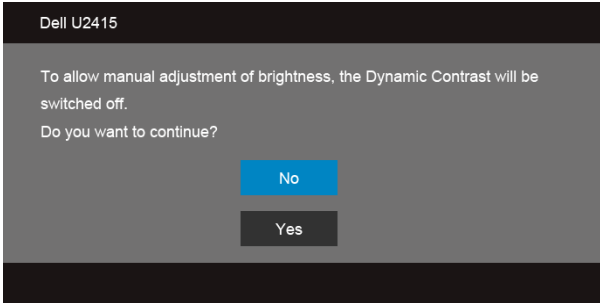 Dell U2415
To allow manual adjustment of brightness, the Dynamic Contrast will be
switched off.
Do you want to continue?
No
Yes